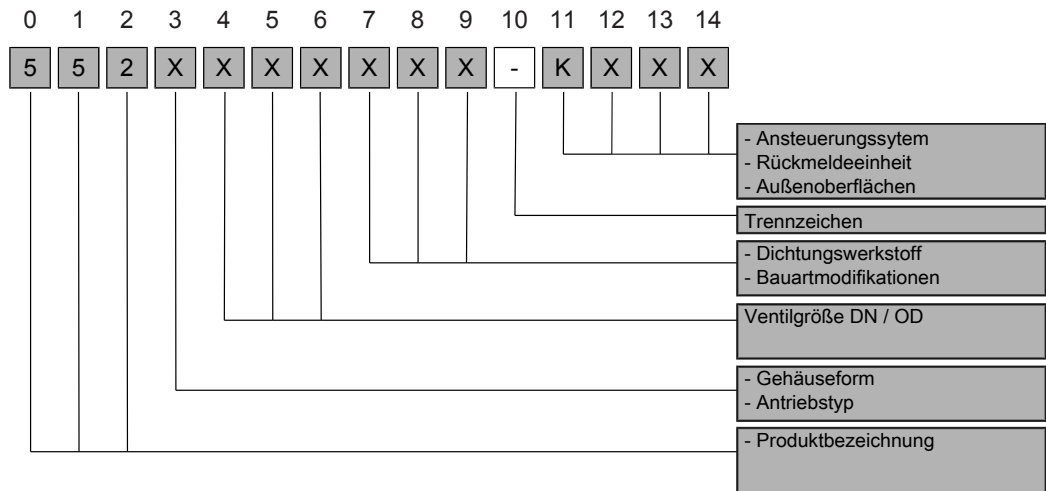 0 1 2 3 4 5 6 7 8 9 10 11 12 13 14
5 5 2 X X X X X X X - K X X X
- Ansteuerungssytem
- Rückmeldeeinheit
- Außenoberflächen
Trennzeichen
- Dichtungswerkstoff
- Bauartmodifikationen
Ventilgröße DN / OD
- Gehäuseform
- Antriebstyp
- Produktbezeichnung